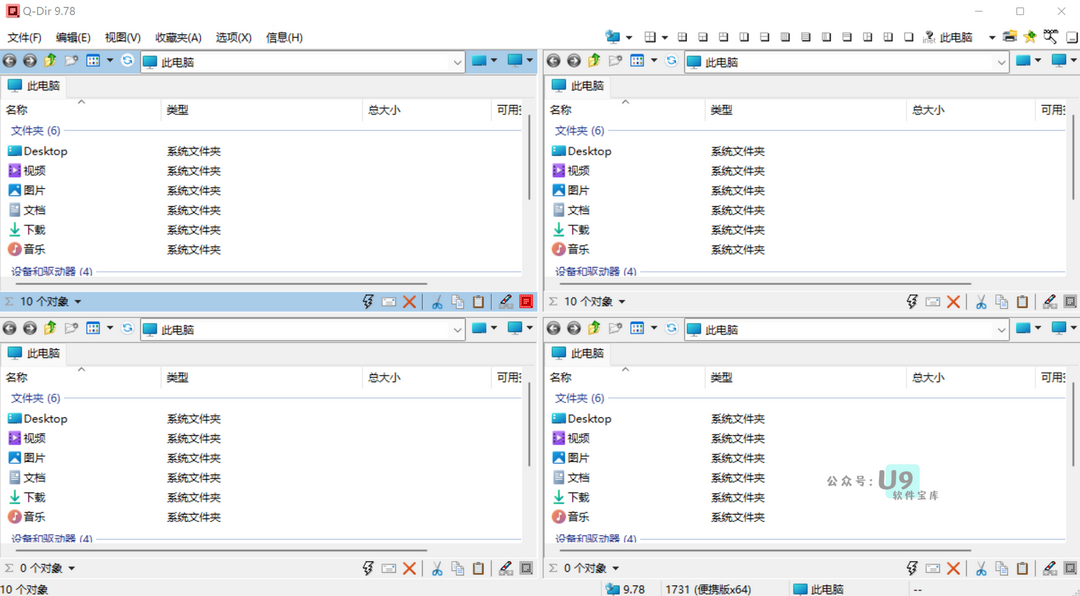 Q-Dir 9.78
文件(F) 编辑(E) 视图(V) 收藏夹(A) 选项(X) 信息(H) 此电脑
此电脑
此电脑
名称 类型 总大小 可用
文件夹 (6)
Desktop 系统文件夹
视频 系统文件夹
图片 系统文件夹
文档 系统文件夹
下载 系统文件夹
音乐 系统文件夹
设备和驱动器 (4)
10 个对象
此电脑
此电脑
名称 类型 总大小 可用
文件夹 (6)
Desktop 系统文件夹
视频 系统文件夹
图片 系统文件夹
文档 系统文件夹
下载 系统文件夹
音乐 系统文件夹
设备和驱动器 (4)
10 个对象
此电脑
此电脑
名称 类型 总大小 可用
文件夹 (6)
Desktop 系统文件夹
视频 系统文件夹
图片 系统文件夹
文档 系统文件夹
下载 系统文件夹
音乐 系统文件夹
设备和驱动器 (4)
0 个对象
此电脑
此电脑
名称 类型 总大小 可用
文件夹 (6)
Desktop 系统文件夹
视频 系统文件夹
图片 系统文件夹
文档 系统文件夹
下载 系统文件夹
音乐 系统文件夹
设备和驱动器 (4)
0 个对象
公众号: U9
软件宝库
10 个对象 9.78 1731 (便携版x64) 此电脑 --